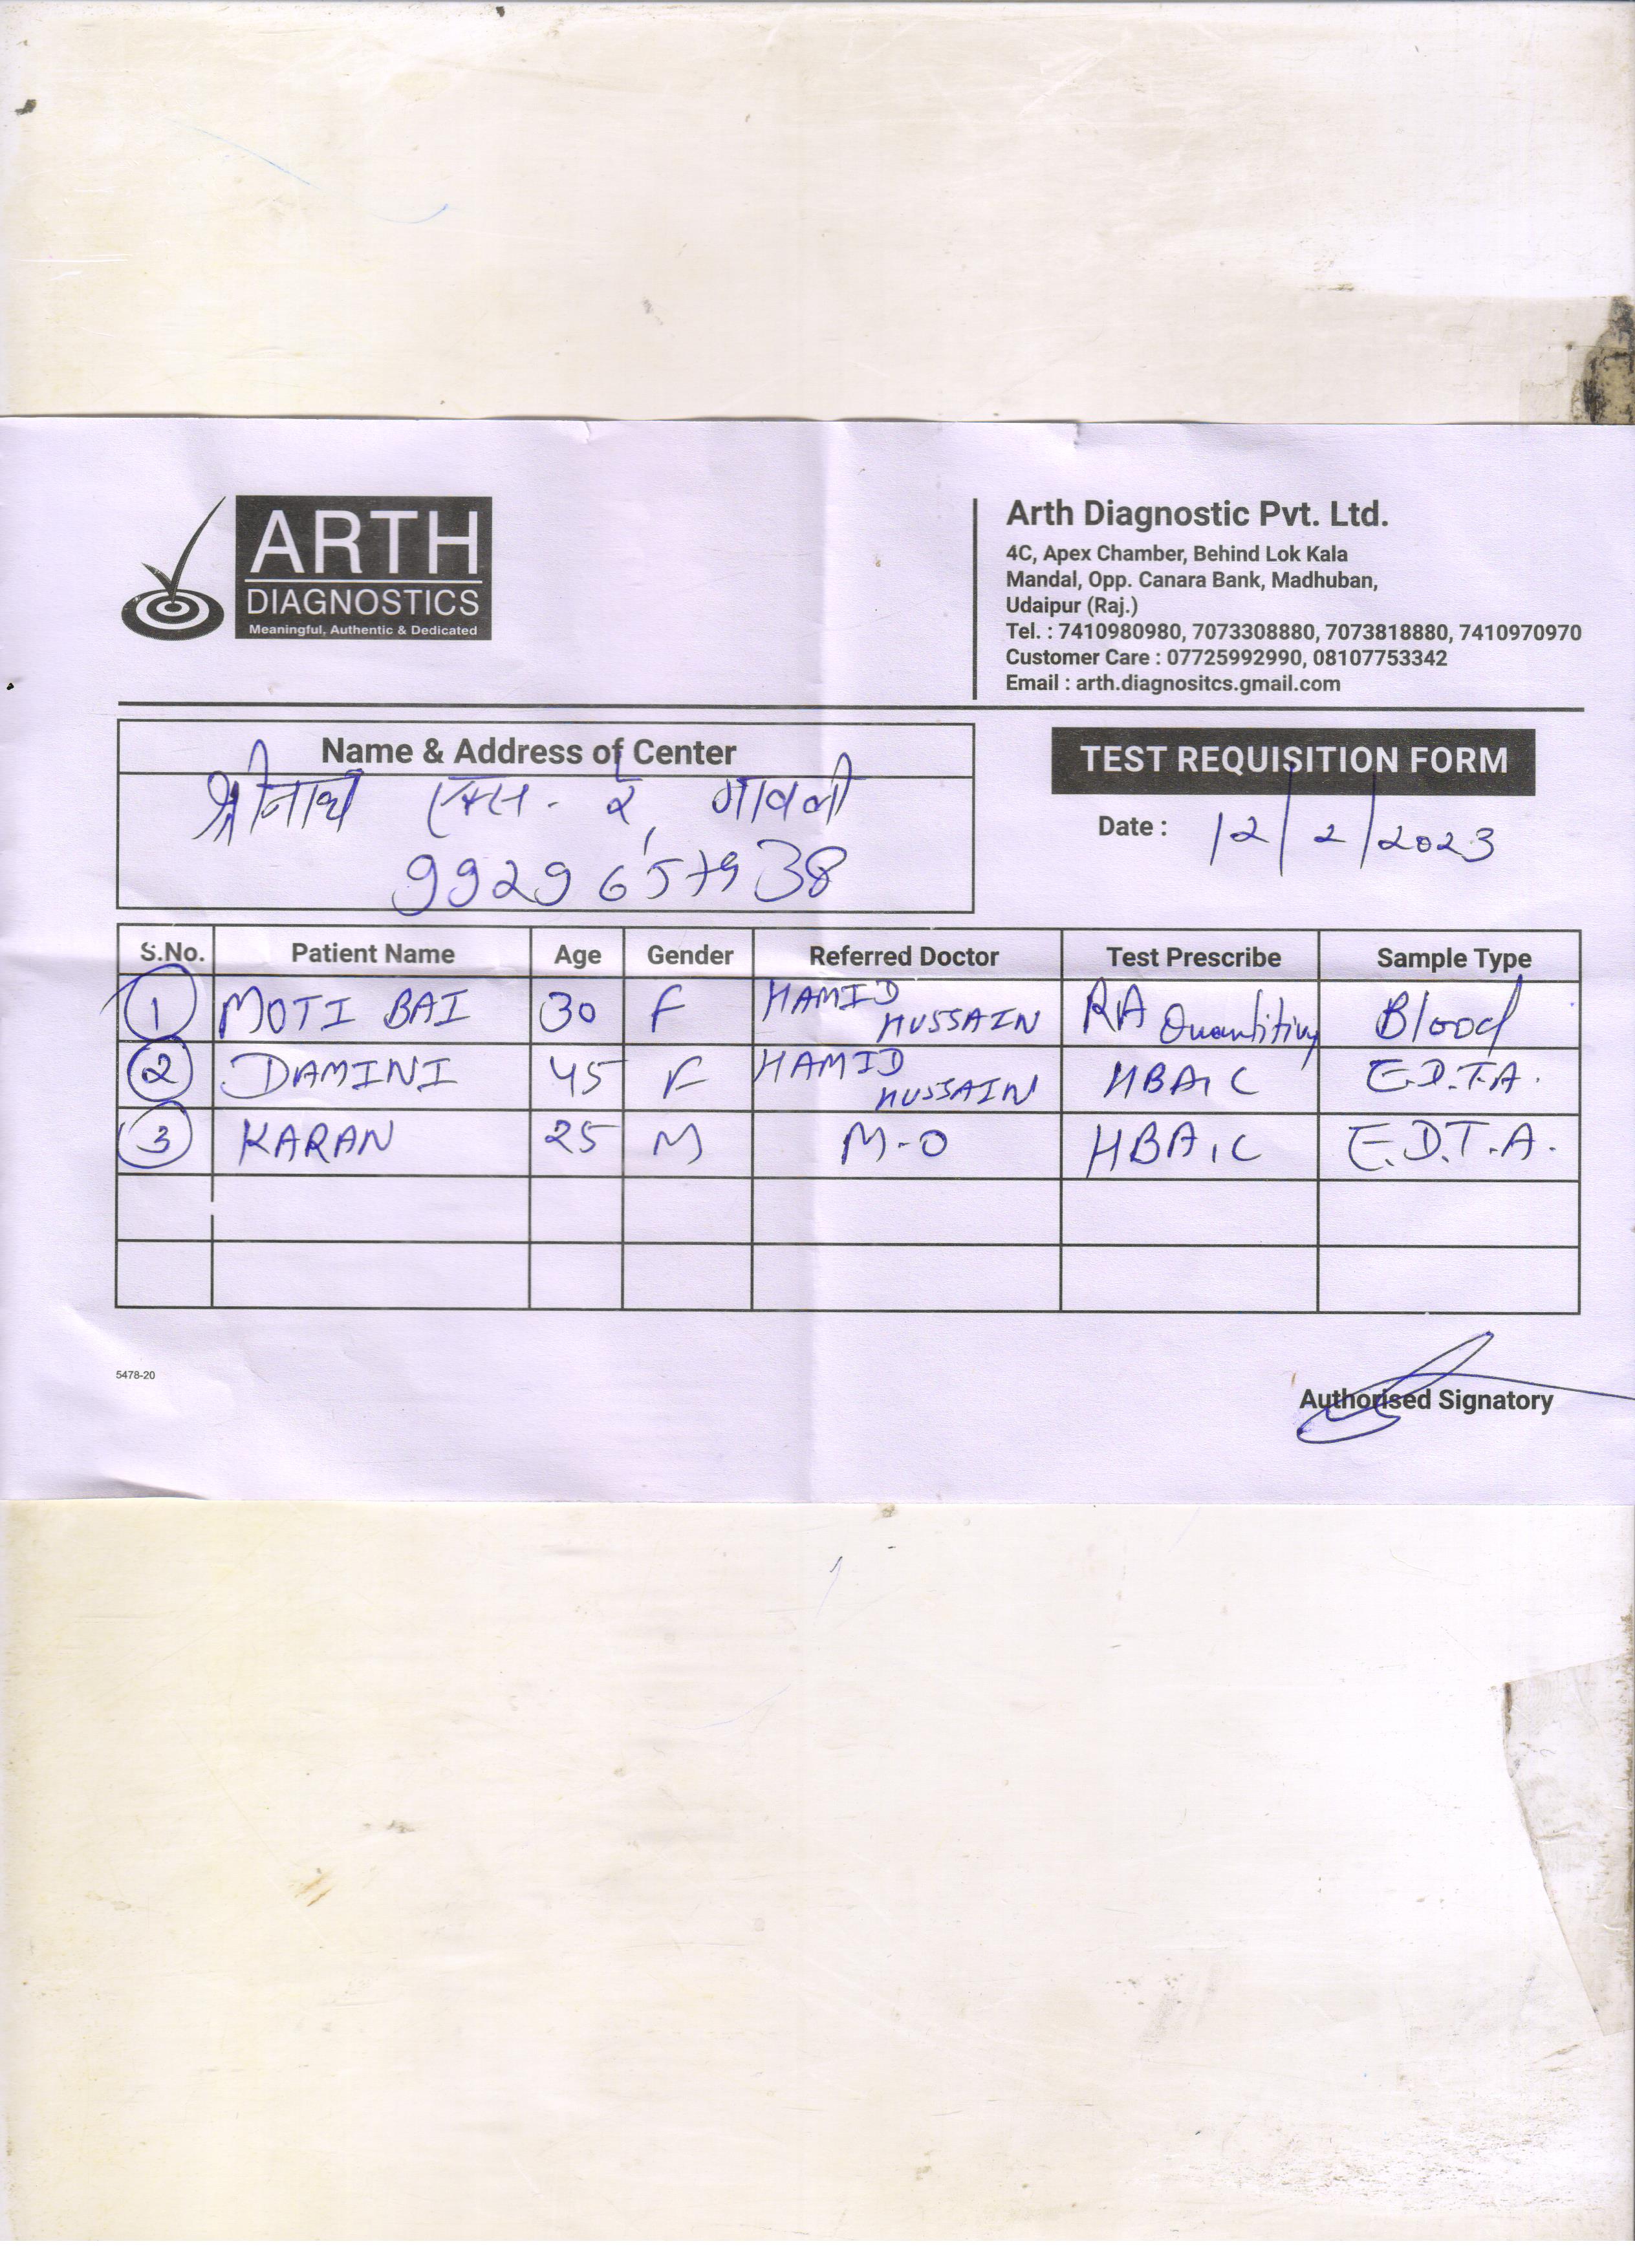 ARTH
DIAGNOSTICS
Meaningful, Authentic & Dedicated
Arth Diagnostic Pvt. Ltd.
4C, Apex Chamber, Behind Lok Kala
Mandal, Opp. Canara Bank, Madhuban,
Udaipur (Raj.)
Tel. : 7410980980, 7073308880, 7073818880, 7410970970
Customer Care : 07725992990, 08107753342
Email : arth.diagnositcs.gmail.com
Name & Address of Center
श्रीनाथ
TEST REQUISITION FORM
Date : 12/2/2023
S.No. Patient Name Age Gender Referred Doctor Test Prescribe Sample Type
1 MOTI BAI 30 F HAMID HUSSAIN RA Blood
2 DAMINI 45 F HAMID HUSSAIN HBA1C E.D.T.A.
3 KARAN 25 M M-O HBA1C E.D.T.A.
5478-20
Authorised Signatory